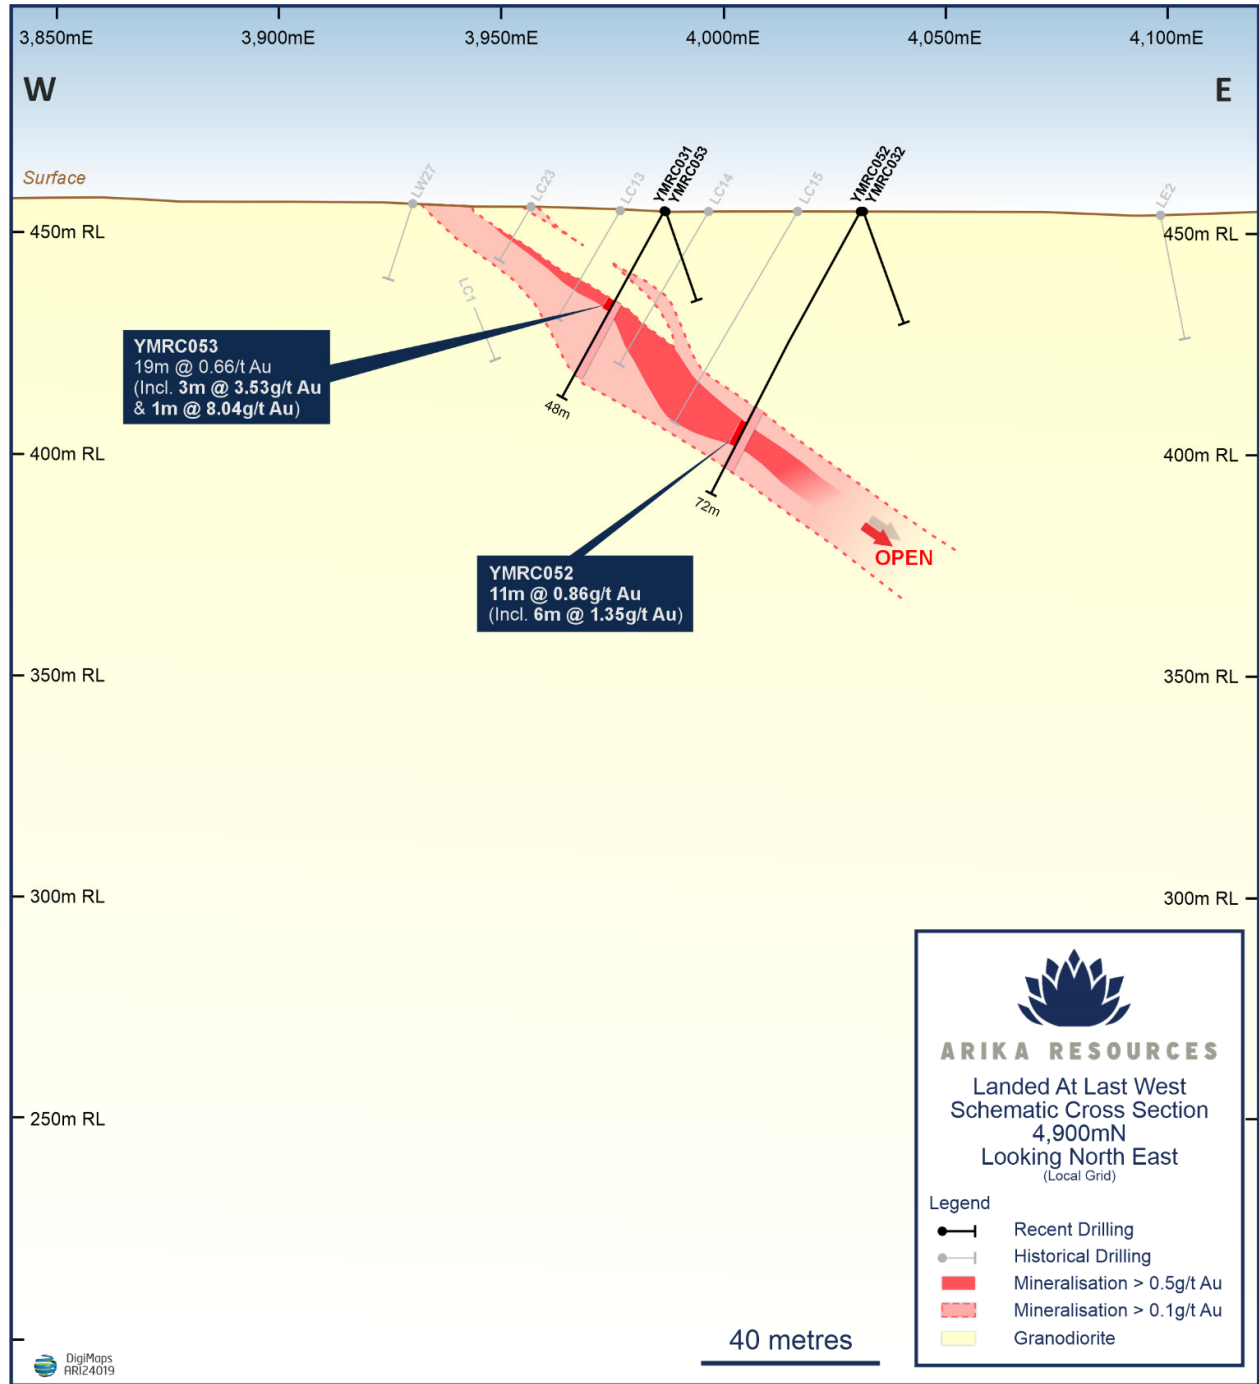 3,850mE
3,900mE
3,950mE
4,000mE
4,050mE
4,100mE
W
E
Surface
LW27
LC23
LC13
YMRC031
YMRC053
LC14
LC15
YMRC052
YMRC032
LE2
450m RL
450m RL
LC1
YMRC053
19m @ 0.66/t Au
(Incl. 3m @ 3.53g/t Au
& 1m @ 8.04g/t Au)
48m
400m RL
400m RL
72m
OPEN
YMRC052
11m @ 0.86g/t Au
(Incl. 6m @ 1.35g/t Au)
350m RL
350m RL
300m RL
300m RL
250m RL
ARIKA RESOURCES
Landed At Last West
Schematic Cross Section
4,900mN
Looking North East
(Local Grid)
Legend
Recent Drilling
Historical Drilling
Mineralisation > 0.5g/t Au
Mineralisation > 0.1g/t Au
Granodiorite
40 metres
DigiMaps
ARI24019